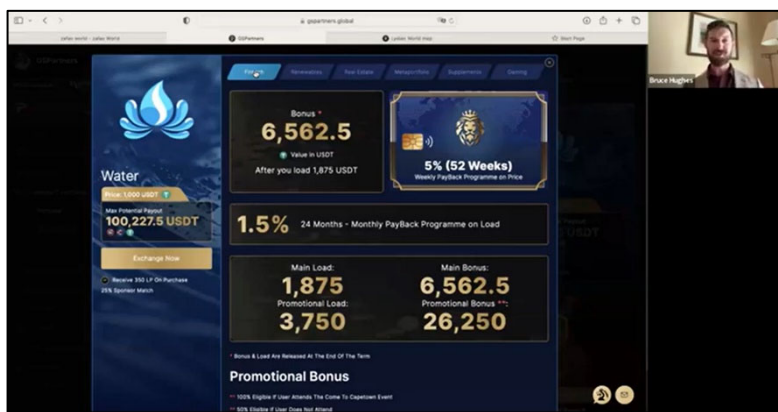 gspartners.global
GSPartners
Start Page
Bruce Hughes
Renewables
Real Estate
Metaportfolio
Supplements
Gaming
Bonus *
6,562.5
Value in USDT
After you load 1,875 USDT
5% (52 Weeks)
Weekly PayBack Programme on Price
Water
Price: 1,000 USDT
Max Potential Payout
100,227.5 USDT
Exchange Now
Receive 350 LP On Purchase
25% Sponsor Match
1.5% 24 Months - Monthly PayBack Programme on Load
Main Load: Main Bonus:
1,875 6,562.5
Promotional Load: Promotional Bonus **:
3,750 26,250
* Bonus & Load Are Released At The End Of The Term
Promotional Bonus
** 100% Eligible If User Attends The Come To Capetown Event
** 50% Eligible If User Does Not Attend